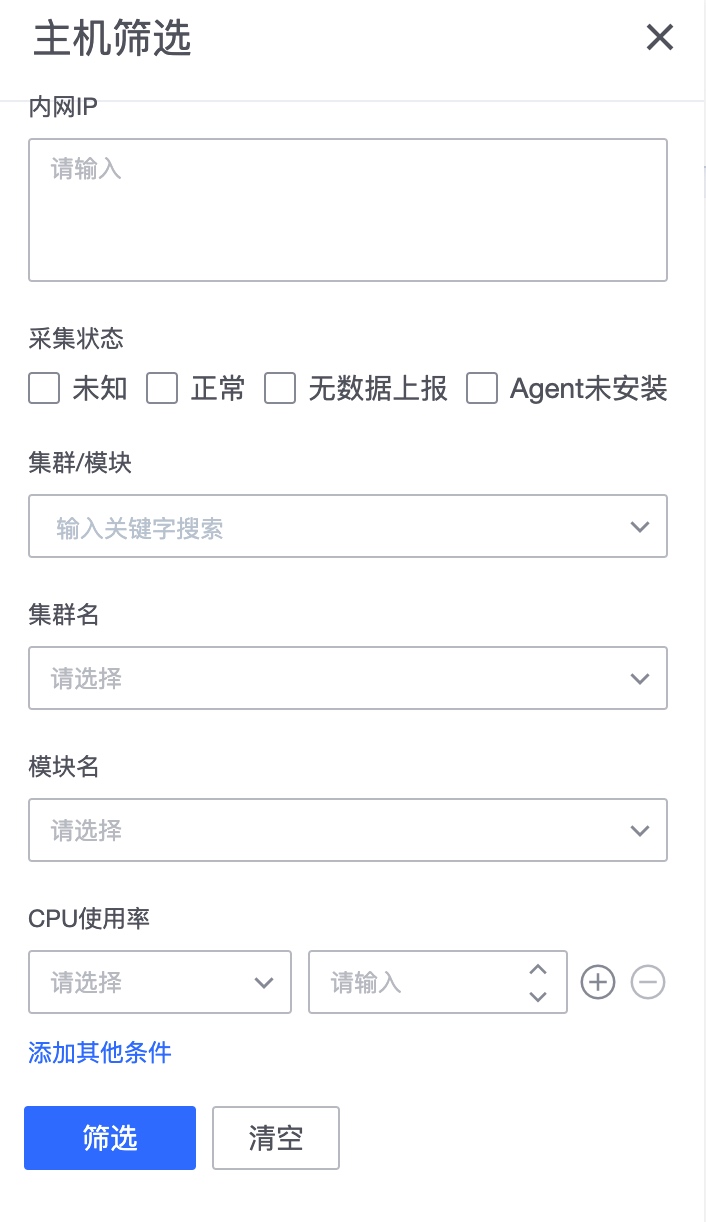 主机筛选
内网IP
请输入
采集状态
未知 正常 无数据上报 Agent未安装
集群/模块
输入关键字搜索
集群名
请选择
模块名
请选择
CPU使用率
请选择 请输入
添加其他条件
筛选 清空